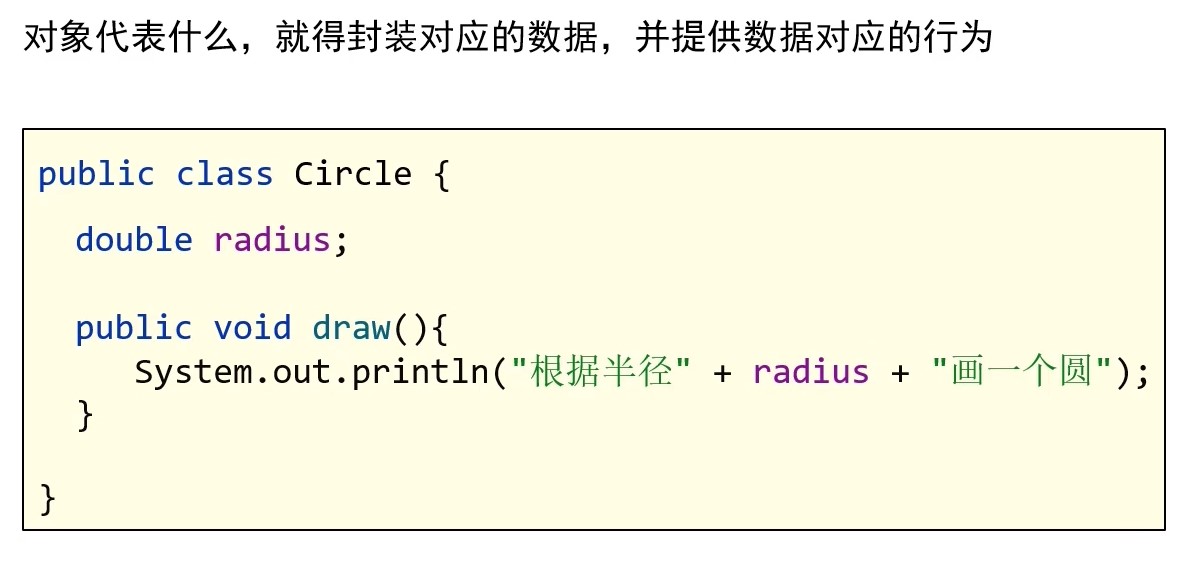 对象代表什么，就得封装对应的数据，并提供数据对应的行为
public class Circle {
double radius;
public void draw(){
System.out.println("根据半径" + radius + "画一个圆");
}
}